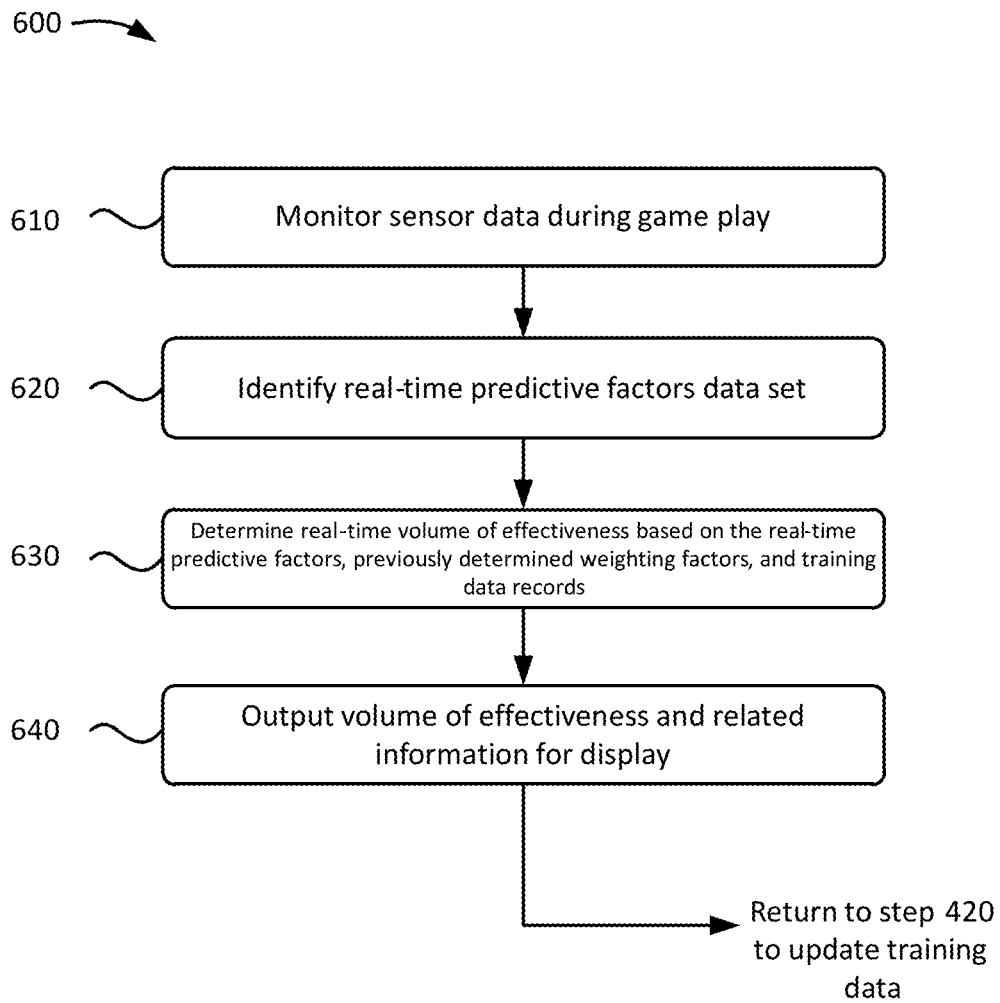 600
610
Monitor sensor data during game play
620
Identify real-time predictive factors data set
630
Determine real-time volume of effectiveness based on the real-time
predictive factors, previously determined weighting factors, and training
data records
640
Output volume of effectiveness and related
information for display
Return to step 420
to update training
data